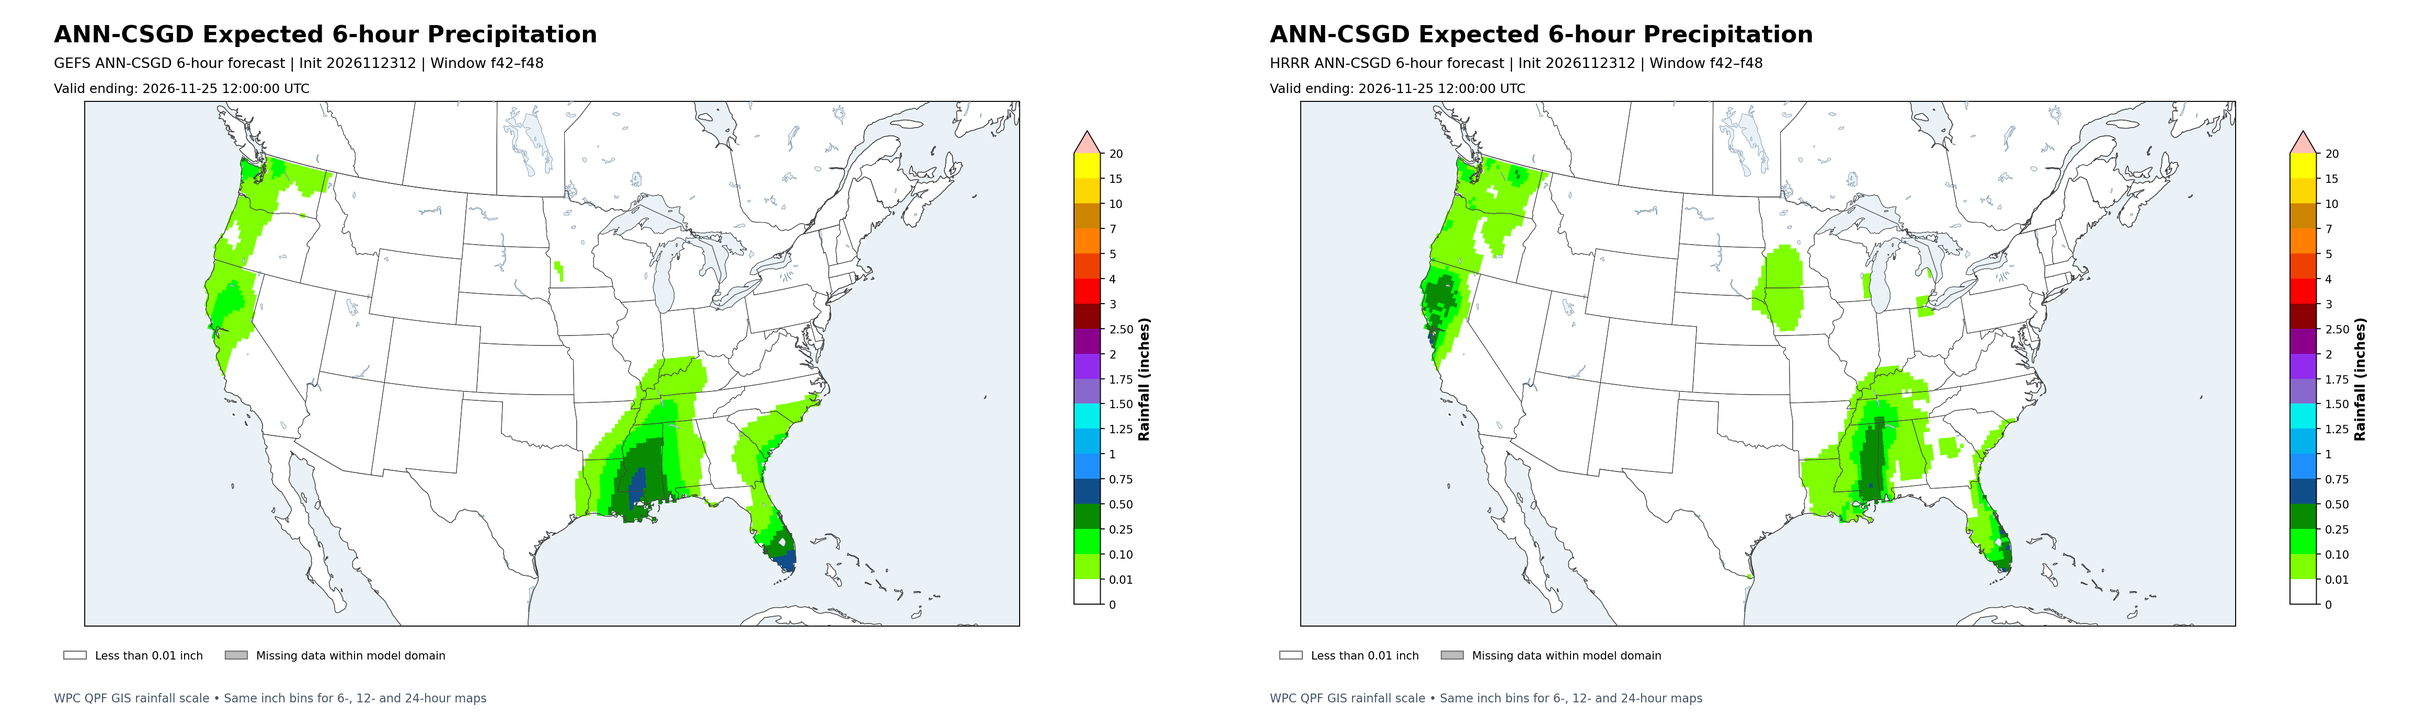 ANN-CSGD Expected 6-hour Precipitation
GEFS ANN-CSGD 6-hour forecast | Init 2026112312 | Window f42–f48
Valid ending: 2026-11-25 12:00:00 UTC
20
15
10
7
5
4
3
2.50
2
1.75
1.50
1.25
1
0.75
0.50
0.25
0.10
0.01
0
Rainfall (inches)
Less than 0.01 inch
Missing data within model domain
WPC QPF GIS rainfall scale • Same inch bins for 6-, 12- and 24-hour maps
ANN-CSGD Expected 6-hour Precipitation
HRRR ANN-CSGD 6-hour forecast | Init 2026112312 | Window f42–f48
Valid ending: 2026-11-25 12:00:00 UTC
20
15
10
7
5
4
3
2.50
2
1.75
1.50
1.25
1
0.75
0.50
0.25
0.10
0.01
0
Rainfall (inches)
Less than 0.01 inch
Missing data within model domain
WPC QPF GIS rainfall scale • Same inch bins for 6-, 12- and 24-hour maps